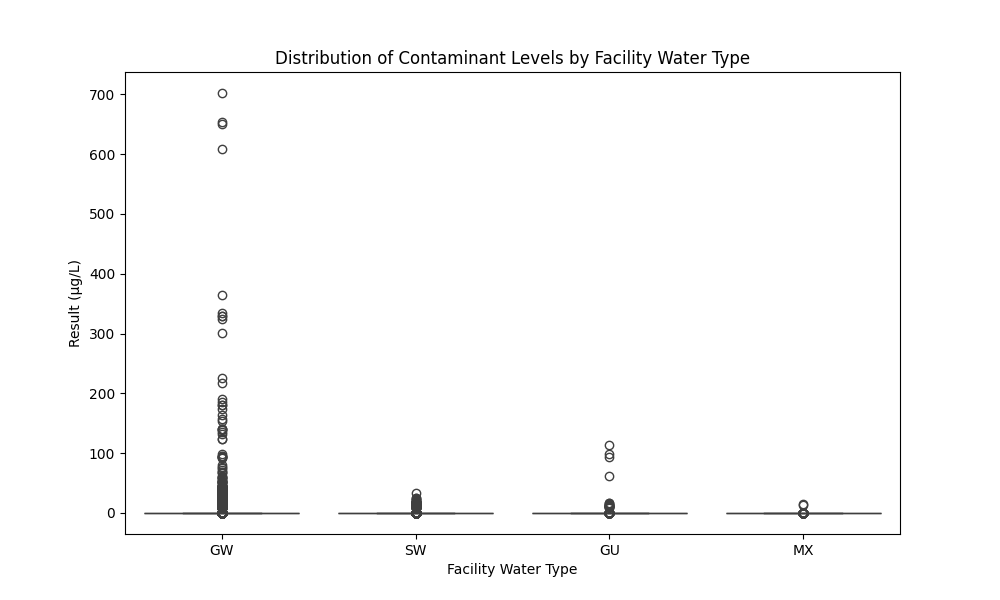 Distribution of Contaminant Levels by Facility Water Type
700
600
500
400
300
200
100
0
Result (µg/L)
GW SW GU MX
Facility Water Type